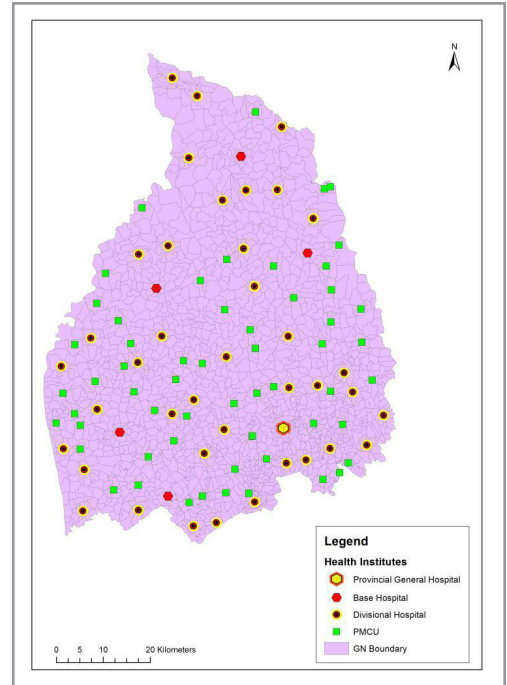 N
Legend
Health Institutes
Provincial General Hospital
Base Hospital
Divisional Hospital
PMCU
GN Boundary
0 5 10 20 Kilometers